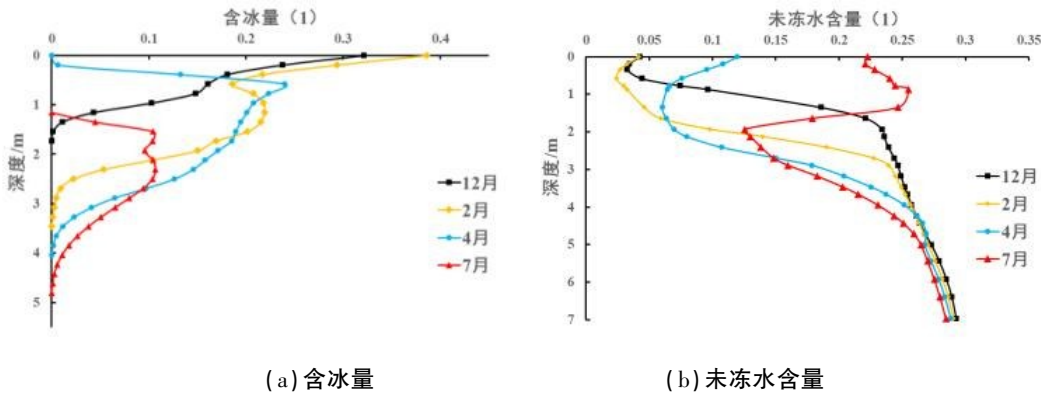 含冰量（1）
0 0.1 0.2 0.3 0.4
0
1
2
3
4
5
深度/m
12月
2月
4月
7月
(a)含冰量
未冻水含量（1）
0 0.05 0.1 0.15 0.2 0.25 0.3 0.35
0
1
2
3
4
5
6
7
深度/m
12月
2月
4月
7月
(b)未冻水含量